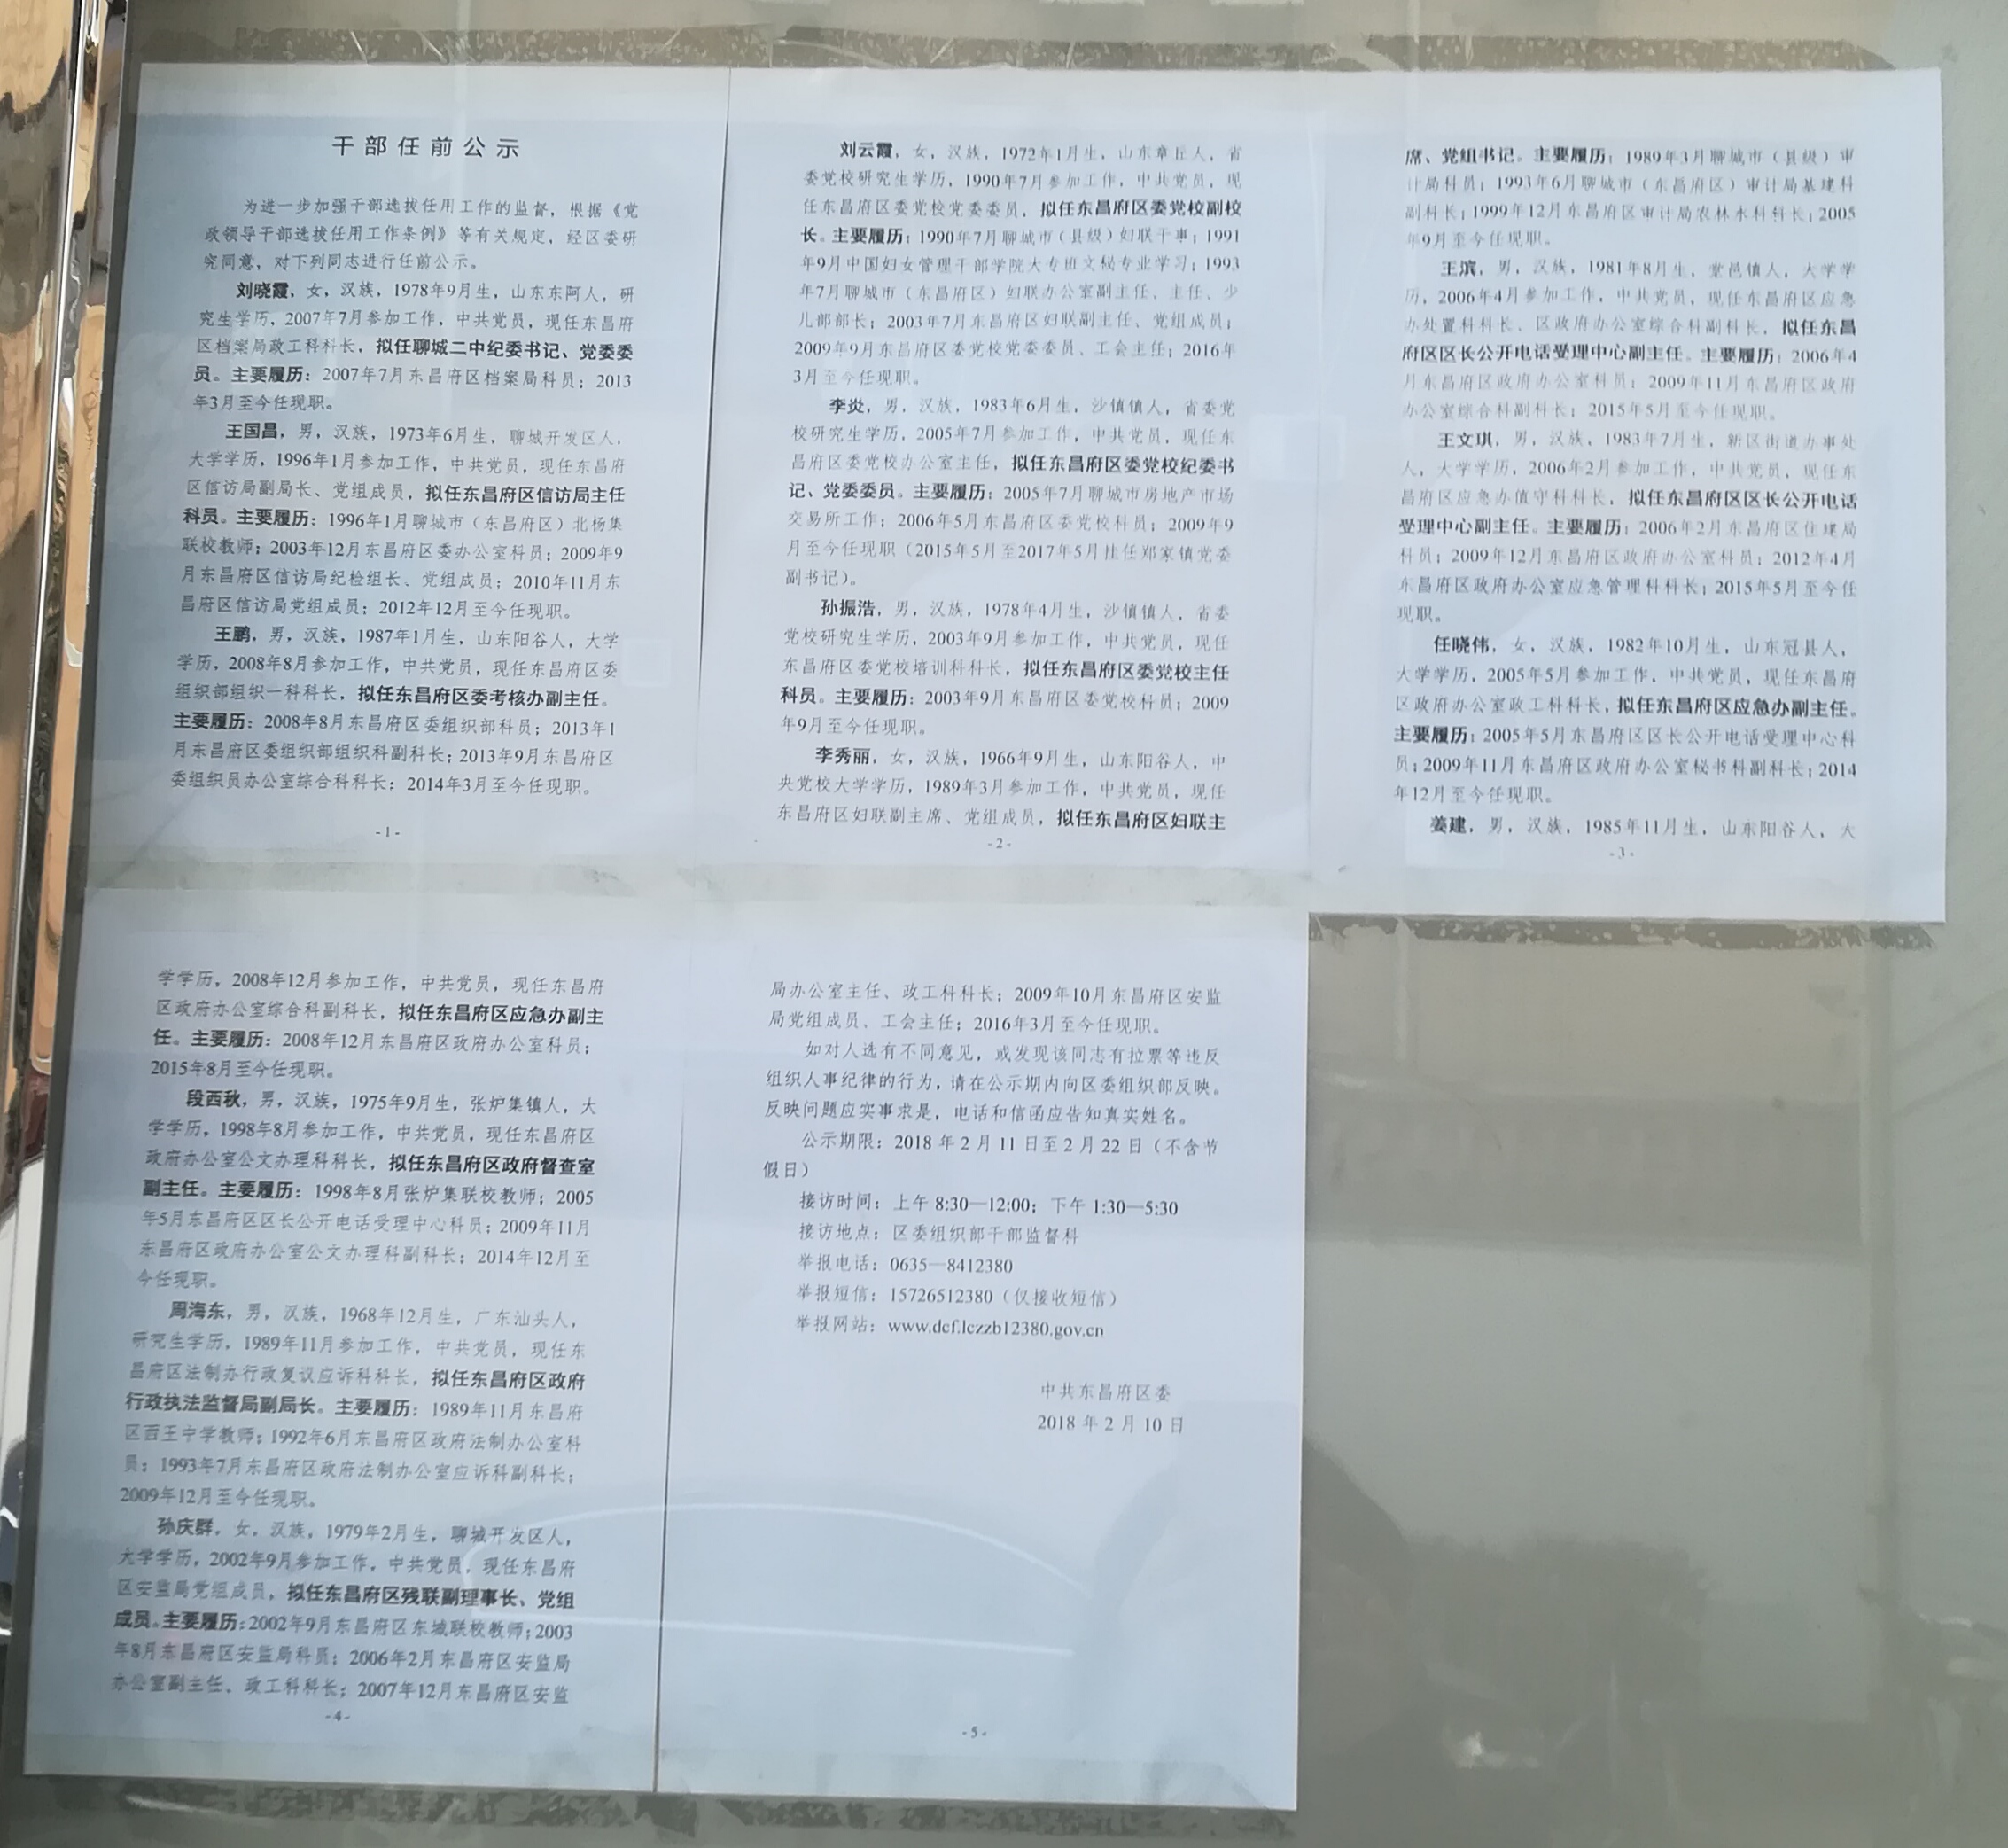 干部任前公示
为进一步加强干部选拔任用工作的监督，根据《党
政领导干部选拔任用工作条例》等有关规定，经区委研
究同意，对下列同志进行任前公示。
刘晓霞，女，汉族，1978年9月生，山东东阿人，研
究生学历，2007年7月参加工作，中共党员，现任东昌府
区档案局政工科科长，拟任聊城二中纪委书记、党委委
员。主要履历：2007年7月东昌府区档案局科员；2013
年3月至今任现职。
王国昌，男，汉族，1973年6月生，聊城开发区人，
大学学历，1996年1月参加工作，中共党员，现任东昌府
区信访局副局长、党组成员，拟任东昌府区信访局主任
科员。主要履历：1996年1月聊城市（东昌府区）北杨集
联校教师；2003年12月东昌府区委办公室科员；2009年9
月东昌府区信访局纪检组长、党组成员；2010年11月东
昌府区信访局党组成员；2012年12月至今任现职。
王鹏，男，汉族，1987年1月生，山东阳谷人，大学
学历，2008年8月参加工作，中共党员，现任东昌府区委
组织部组织一科科长，拟任东昌府区委考核办副主任。
主要履历：2008年8月东昌府区委组织部科员；2013年1
月东昌府区委组织部组织科副科长；2013年9月东昌府区
委组织员办公室综合科科长；2014年3月至今任现职。
-1-
刘云霞，女，汉族，1972年1月生，山东章丘人，省
委党校研究生学历，1990年7月参加工作，中共党员，现
任东昌府区委党校党委委员，拟任东昌府区委党校副校
长。主要履历：1990年7月聊城市（县级）妇联干事；1991
年9月中国妇女管理干部学院大专班文秘专业学习；1993
年7月聊城市（东昌府区）妇联办公室副主任、主任、少
儿部部长；2003年7月东昌府区妇联副主任、党组成员；
2009年9月东昌府区委党校党委委员、工会主任；2016年
3月至今任现职。
李炎，男，汉族，1983年6月生，沙镇镇人，省委党
校研究生学历，2005年7月参加工作，中共党员，现任东
昌府区委党校办公室主任，拟任东昌府区委党校纪委书
记、党委委员。主要履历：2005年7月聊城市房地产市场
交易所工作；2006年5月东昌府区委党校科员；2009年9
月至今任现职（2015年5月至2017年5月挂任郑家镇党委
副书记）。
孙振浩，男，汉族，1978年4月生，沙镇镇人，省委
党校研究生学历，2003年9月参加工作，中共党员，现任
东昌府区委党校培训科科长，拟任东昌府区委党校主任
科员。主要履历：2003年9月东昌府区委党校科员；2009
年9月至今任现职。
李秀丽，女，汉族，1966年9月生，山东阳谷人，中
央党校大学学历，1989年3月参加工作，中共党员，现任
东昌府区妇联副主席、党组成员，拟任东昌府区妇联主
-2-
席、党组书记。主要履历：1989年3月聊城市（县级）审
计局科员；1993年6月聊城市（东昌府区）审计局基建科
副科长；1999年12月东昌府区审计局农林水科科长；2005
年9月至今任现职。
王滨，男，汉族，1981年8月生，堂邑镇人，大学学
历，2006年4月参加工作，中共党员，现任东昌府区应急
办处置科科长、区政府办公室综合科副科长，拟任东昌
府区区长公开电话受理中心副主任。主要履历：2006年4
月东昌府区政府办公室科员；2009年11月东昌府区政府
办公室综合科副科长；2015年5月至今任现职。
王文琪，男，汉族，1983年7月生，新区街道办事处
人，大学学历，2006年2月参加工作，中共党员，现任东
昌府区应急办值守科科长，拟任东昌府区区长公开电话
受理中心副主任。主要履历：2006年2月东昌府区住建局
科员；2009年12月东昌府区政府办公室科员；2012年4月
东昌府区政府办公室应急管理科科长；2015年5月至今任
现职。
任晓伟，女，汉族，1982年10月生，山东冠县人，
大学学历，2005年5月参加工作，中共党员，现任东昌府
区政府办公室政工科科长，拟任东昌府区应急办副主任。
主要履历：2005年5月东昌府区区长公开电话受理中心科
员；2009年11月东昌府区政府办公室秘书科副科长；2014
年12月至今任现职。
姜建，男，汉族，1985年11月生，山东阳谷人，大
-3-
学学历，2008年12月参加工作，中共党员，现任东昌府
区政府办公室综合科副科长，拟任东昌府区应急办副主
任。主要履历：2008年12月东昌府区政府办公室科员；
2015年8月至今任现职。
段西秋，男，汉族，1975年9月生，张炉集镇人，大
学学历，1998年8月参加工作，中共党员，现任东昌府区
政府办公室公文办理科科长，拟任东昌府区政府督查室
副主任。主要履历：1998年8月张炉集联校教师；2005
年5月东昌府区区长公开电话受理中心科员；2009年11月
东昌府区政府办公室公文办理科副科长；2014年12月至
今任现职。
周海东，男，汉族，1968年12月生，广东汕头人，
研究生学历，1989年11月参加工作，中共党员，现任东
昌府区法制办行政复议应诉科科长，拟任东昌府区政府
行政执法监督局副局长。主要履历：1989年11月东昌府
区西王中学教师；1992年6月东昌府区政府法制办公室科
员；1993年7月东昌府区政府法制办公室应诉科副科长；
2009年12月至今任现职。
孙庆群，女，汉族，1979年2月生，聊城开发区人，
大学学历，2002年9月参加工作，中共党员，现任东昌府
区安监局党组成员，拟任东昌府区残联副理事长、党组
成员。主要履历：2002年9月东昌府区东城联校教师；2003
年8月东昌府区安监局科员；2006年2月东昌府区安监局
办公室副主任、政工科科长；2007年12月东昌府区安监
-4-
局办公室主任、政工科科长；2009年10月东昌府区安监
局党组成员、工会主任；2016年3月至今任现职。
如对人选有不同意见，或发现该同志有拉票等违反
组织人事纪律的行为，请在公示期内向区委组织部反映。
反映问题应实事求是，电话和信函应告知真实姓名。
公示期限：2018年2月11日至2月22日（不含节
假日）
接访时间：上午8:30—12:00；下午1:30—5:30
接访地点：区委组织部干部监督科
举报电话：0635—8412380
举报短信：15726512380（仅接收短信）
举报网站：www.dcf.lczzb12380.gov.cn
中共东昌府区委
2018年2月10日
-5-